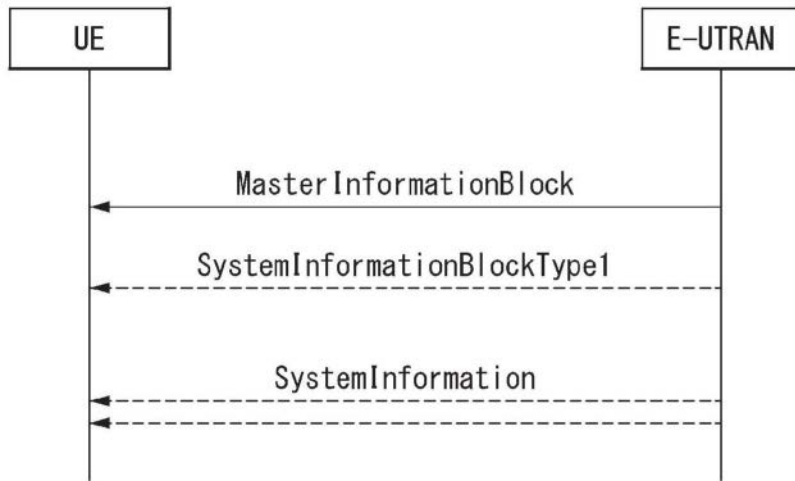 UE
E-UTRAN
MasterInformationBlock
SystemInformationBlockType1
SystemInformation